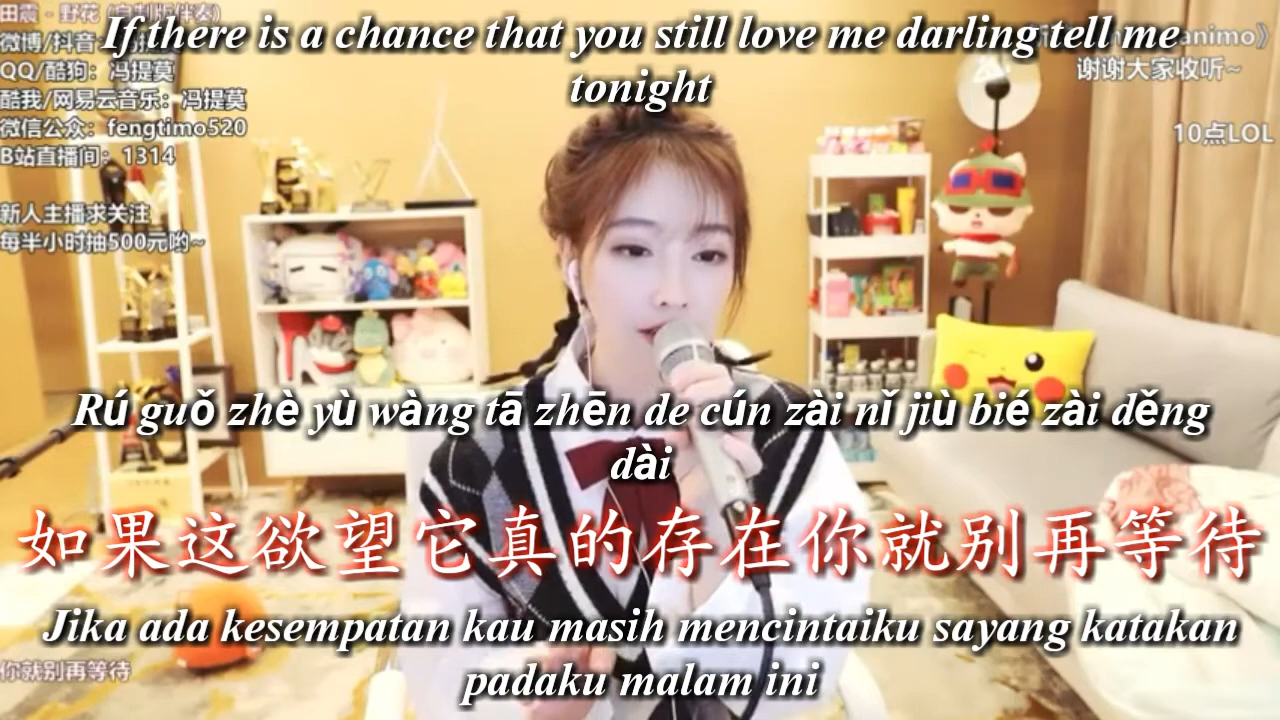 田震 - 野花 (自制版伴奏)
If there is a chance that you still love me darling tell me
tonight
微博/抖音
QQ/酷狗：冯提莫
酷我/网易云音乐：冯提莫
微信公众：fengtimo520
B站直播间：1314
新人主播求关注
每半小时抽500元哟~
animo》
谢谢大家收听~
10点LOL
Rú guǒ zhè yù wàng tā zhēn de cún zài nǐ jiù bié zài děng
dài
如果这欲望它真的存在你就别再等待
Jika ada kesempatan kau masih mencintaiku sayang katakan
padaku malam ini
你就别再等待